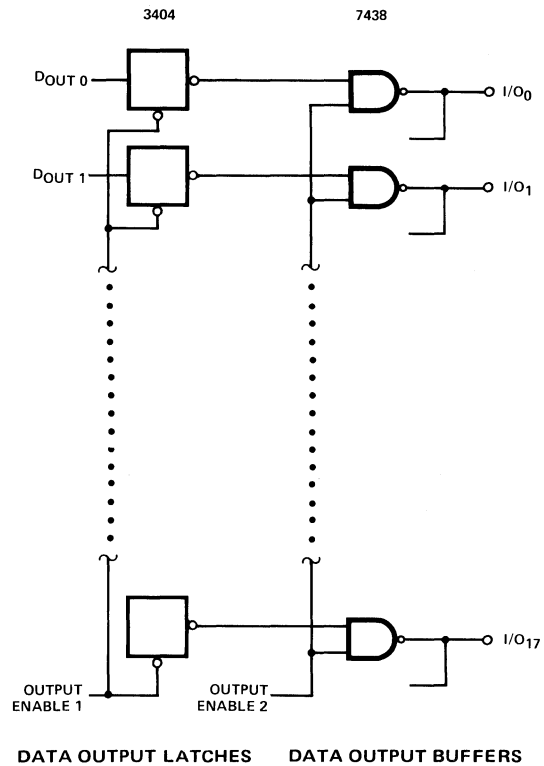 3404 7438
DOUT 0
I/O0
DOUT 1
I/O1
I/O17
OUTPUT
ENABLE 1
OUTPUT
ENABLE 2
DATA OUTPUT LATCHES DATA OUTPUT BUFFERS